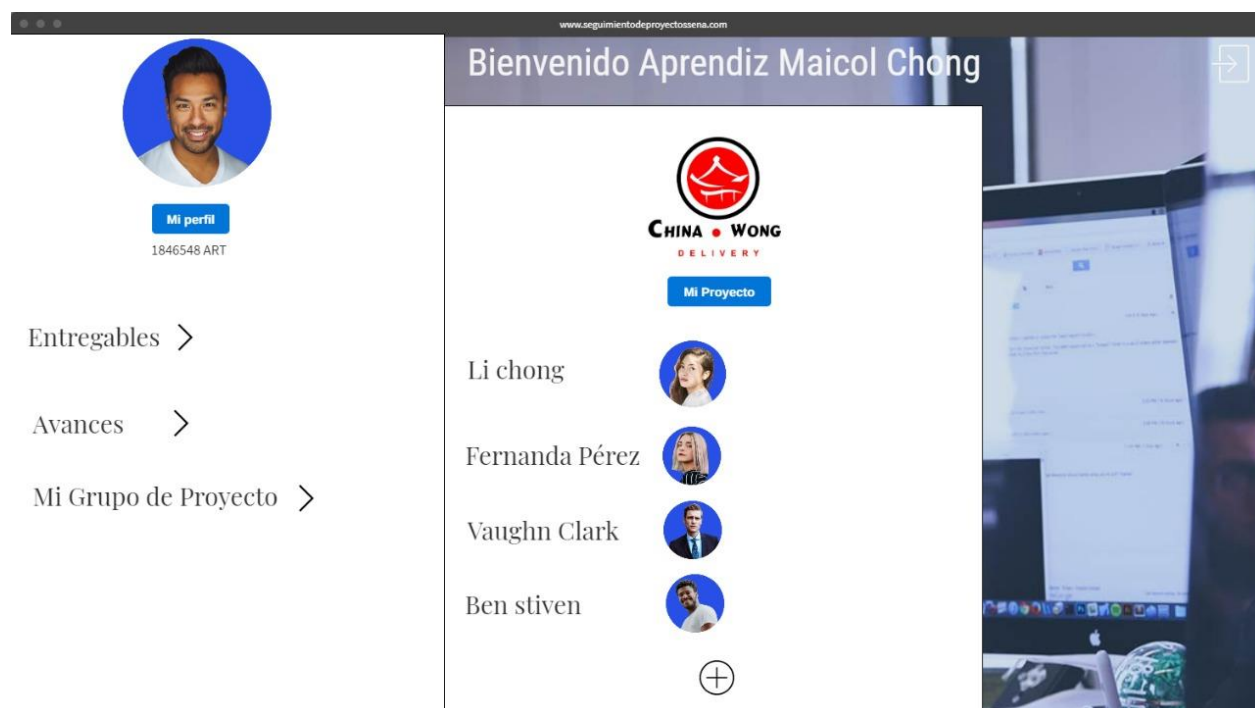 www.seguimientodeproyectossena.com
Bienvenido Aprendiz Maicol Chong
Mi perfil
1846548 ART
Entregables
Avances
Mi Grupo de Proyecto
CHINA • WONG
DELIVERY
Mi Proyecto
Li chong
Fernanda Pérez
Vaughn Clark
Ben stiven